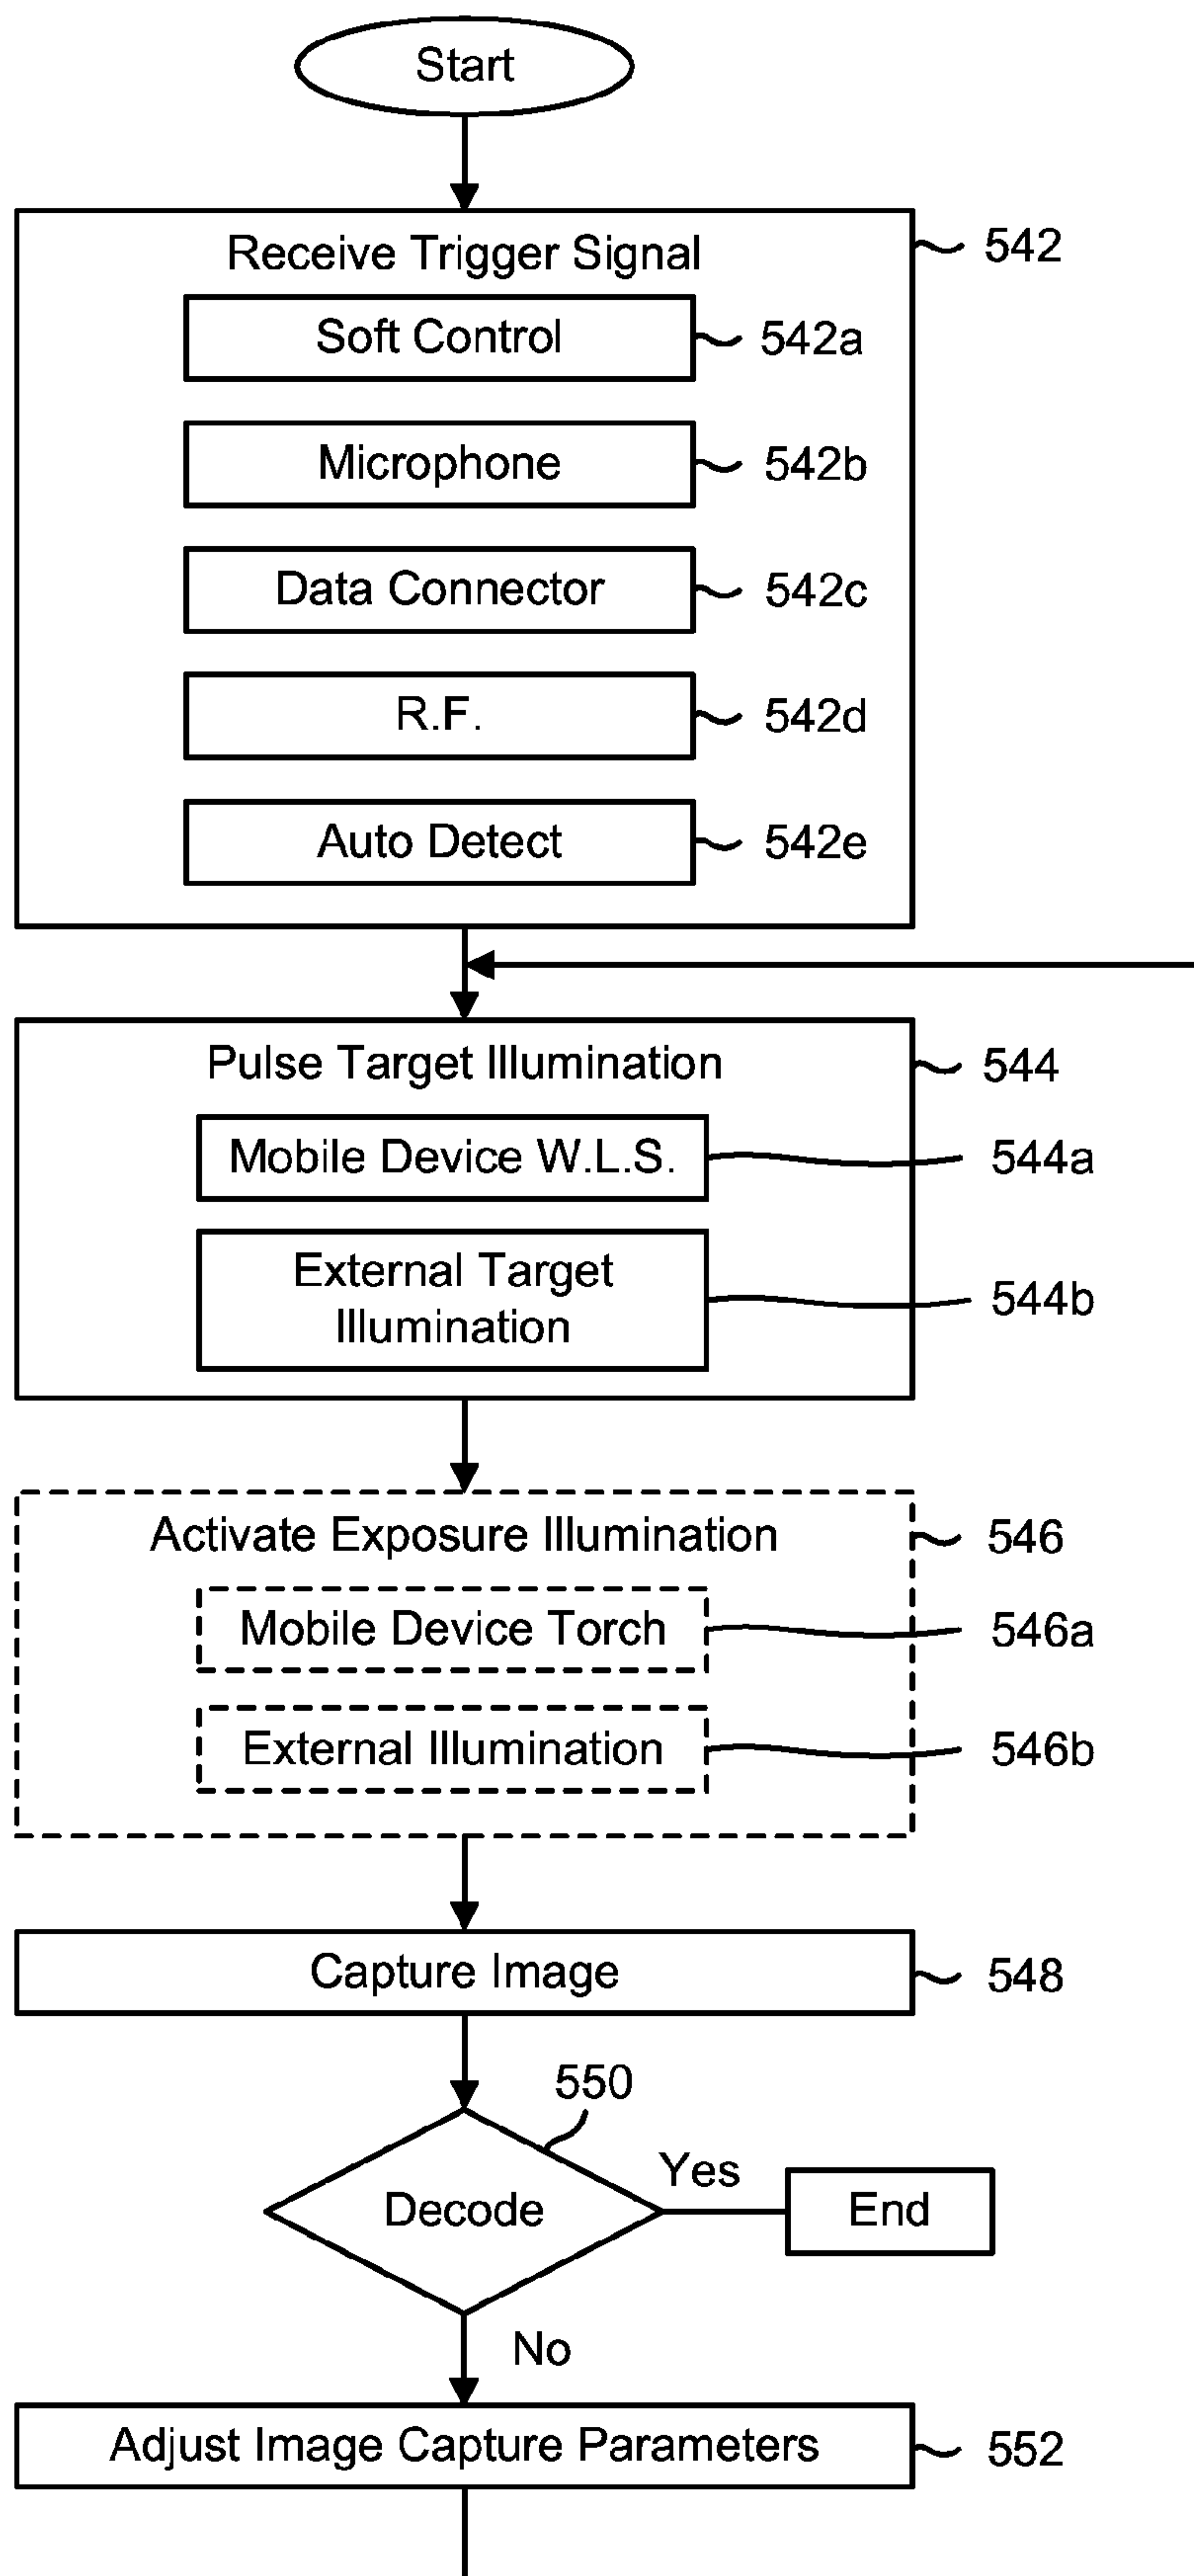 Start
Receive Trigger Signal
542
Soft Control
542a
Microphone
542b
Data Connector
542c
R.F.
542d
Auto Detect
542e
Pulse Target Illumination
544
Mobile Device W.L.S.
544a
External Target
Illumination
544b
Activate Exposure Illumination
546
Mobile Device Torch
546a
External Illumination
546b
Capture Image
548
550
Decode
Yes
End
No
Adjust Image Capture Parameters
552